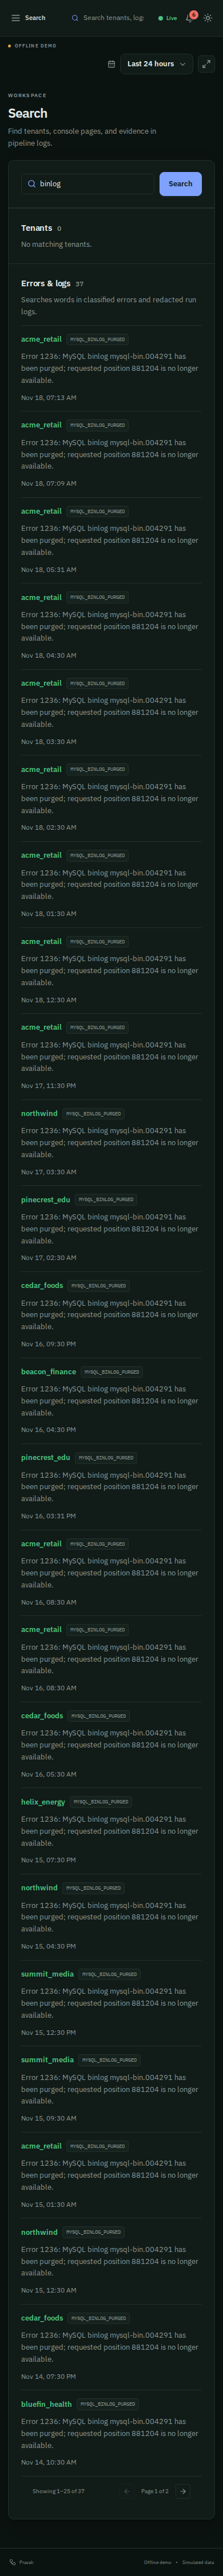 Search
Search tenants, logs
Live
6
OFFLINE DEMO
Last 24 hours
WORKSPACE
Search
Find tenants, console pages, and evidence in
pipeline logs.
binlog
Search
Tenants 0
No matching tenants.
Errors & logs 37
Searches words in classified errors and redacted run
logs.
acme_retail MYSQL_BINLOG_PURGED
Error 1236: MySQL binlog mysql-bin.004291 has
been purged; requested position 881204 is no longer
available.
Nov 18, 07:13 AM
acme_retail MYSQL_BINLOG_PURGED
Error 1236: MySQL binlog mysql-bin.004291 has
been purged; requested position 881204 is no longer
available.
Nov 18, 07:09 AM
acme_retail MYSQL_BINLOG_PURGED
Error 1236: MySQL binlog mysql-bin.004291 has
been purged; requested position 881204 is no longer
available.
Nov 18, 05:31 AM
acme_retail MYSQL_BINLOG_PURGED
Error 1236: MySQL binlog mysql-bin.004291 has
been purged; requested position 881204 is no longer
available.
Nov 18, 04:30 AM
acme_retail MYSQL_BINLOG_PURGED
Error 1236: MySQL binlog mysql-bin.004291 has
been purged; requested position 881204 is no longer
available.
Nov 18, 03:30 AM
acme_retail MYSQL_BINLOG_PURGED
Error 1236: MySQL binlog mysql-bin.004291 has
been purged; requested position 881204 is no longer
available.
Nov 18, 02:30 AM
acme_retail MYSQL_BINLOG_PURGED
Error 1236: MySQL binlog mysql-bin.004291 has
been purged; requested position 881204 is no longer
available.
Nov 18, 01:30 AM
acme_retail MYSQL_BINLOG_PURGED
Error 1236: MySQL binlog mysql-bin.004291 has
been purged; requested position 881204 is no longer
available.
Nov 18, 12:30 AM
acme_retail MYSQL_BINLOG_PURGED
Error 1236: MySQL binlog mysql-bin.004291 has
been purged; requested position 881204 is no longer
available.
Nov 17, 11:30 PM
northwind MYSQL_BINLOG_PURGED
Error 1236: MySQL binlog mysql-bin.004291 has
been purged; requested position 881204 is no longer
available.
Nov 17, 03:30 AM
pinecrest_edu MYSQL_BINLOG_PURGED
Error 1236: MySQL binlog mysql-bin.004291 has
been purged; requested position 881204 is no longer
available.
Nov 17, 02:30 AM
cedar_foods MYSQL_BINLOG_PURGED
Error 1236: MySQL binlog mysql-bin.004291 has
been purged; requested position 881204 is no longer
available.
Nov 16, 09:30 PM
beacon_finance MYSQL_BINLOG_PURGED
Error 1236: MySQL binlog mysql-bin.004291 has
been purged; requested position 881204 is no longer
available.
Nov 16, 04:30 PM
pinecrest_edu MYSQL_BINLOG_PURGED
Error 1236: MySQL binlog mysql-bin.004291 has
been purged; requested position 881204 is no longer
available.
Nov 16, 03:31 PM
acme_retail MYSQL_BINLOG_PURGED
Error 1236: MySQL binlog mysql-bin.004291 has
been purged; requested position 881204 is no longer
available.
Nov 16, 08:30 AM
acme_retail MYSQL_BINLOG_PURGED
Error 1236: MySQL binlog mysql-bin.004291 has
been purged; requested position 881204 is no longer
available.
Nov 16, 08:30 AM
cedar_foods MYSQL_BINLOG_PURGED
Error 1236: MySQL binlog mysql-bin.004291 has
been purged; requested position 881204 is no longer
available.
Nov 16, 05:30 AM
helix_energy MYSQL_BINLOG_PURGED
Error 1236: MySQL binlog mysql-bin.004291 has
been purged; requested position 881204 is no longer
available.
Nov 15, 07:30 PM
northwind MYSQL_BINLOG_PURGED
Error 1236: MySQL binlog mysql-bin.004291 has
been purged; requested position 881204 is no longer
available.
Nov 15, 04:30 PM
summit_media MYSQL_BINLOG_PURGED
Error 1236: MySQL binlog mysql-bin.004291 has
been purged; requested position 881204 is no longer
available.
Nov 15, 12:30 PM
summit_media MYSQL_BINLOG_PURGED
Error 1236: MySQL binlog mysql-bin.004291 has
been purged; requested position 881204 is no longer
available.
Nov 15, 09:30 AM
acme_retail MYSQL_BINLOG_PURGED
Error 1236: MySQL binlog mysql-bin.004291 has
been purged; requested position 881204 is no longer
available.
Nov 15, 01:30 AM
northwind MYSQL_BINLOG_PURGED
Error 1236: MySQL binlog mysql-bin.004291 has
been purged; requested position 881204 is no longer
available.
Nov 15, 12:30 AM
cedar_foods MYSQL_BINLOG_PURGED
Error 1236: MySQL binlog mysql-bin.004291 has
been purged; requested position 881204 is no longer
available.
Nov 14, 07:30 PM
bluefin_health MYSQL_BINLOG_PURGED
Error 1236: MySQL binlog mysql-bin.004291 has
been purged; requested position 881204 is no longer
available.
Nov 14, 10:30 AM
Showing 1–25 of 37
Page 1 of 2
Offline demo • Simulated data